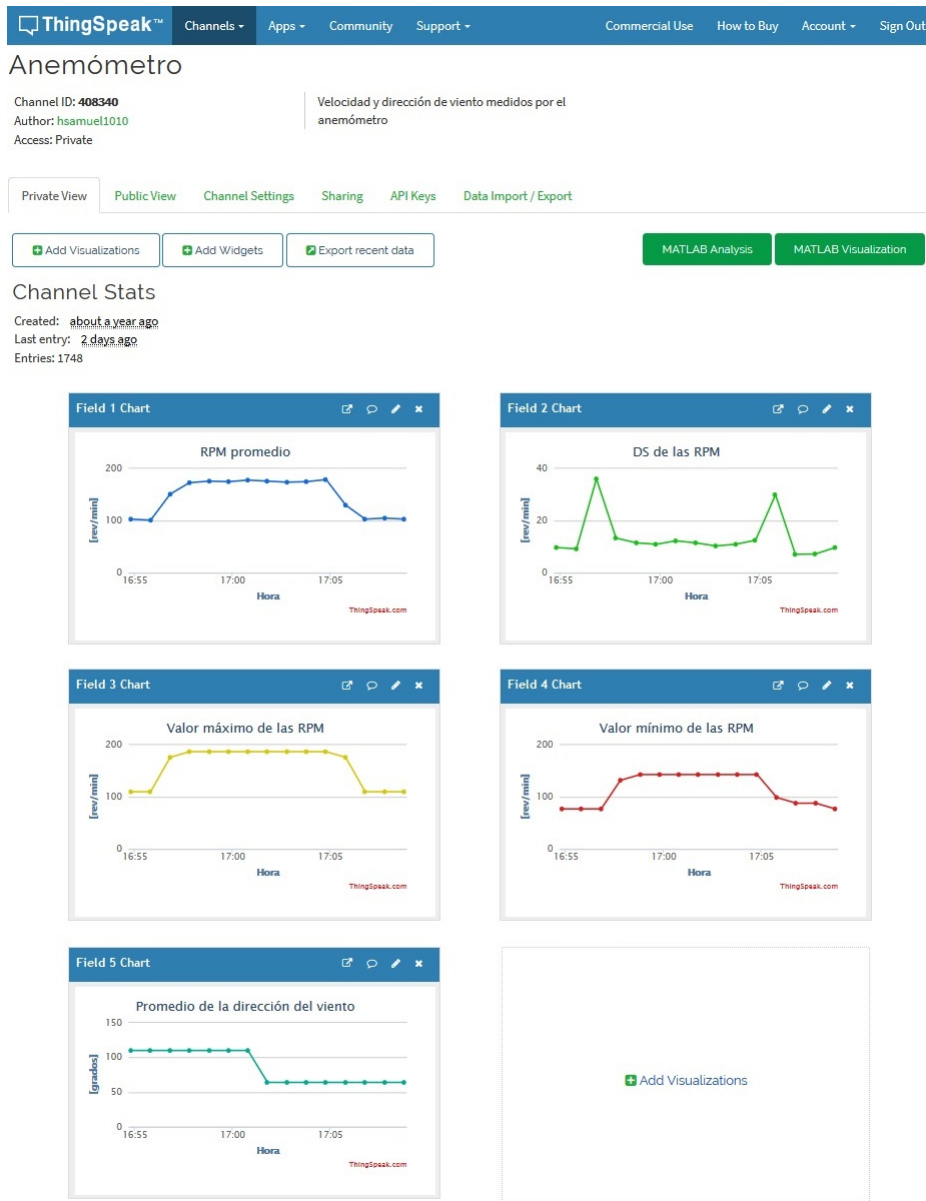 ThingSpeak™ Channels Apps Community Support Commercial Use How to Buy Account Sign Out
Anemómetro
Channel ID: 408340
Author: hsamuel1010
Access: Private
Velocidad y dirección de viento medidos por el
anemómetro
Private View Public View Channel Settings Sharing API Keys Data Import / Export
Add Visualizations Add Widgets Export recent data MATLAB Analysis MATLAB Visualization
Channel Stats
Created: about a year ago
Last entry: 2 days ago
Entries: 1748
Field 1 Chart
RPM promedio
200
100
0
[rev/min]
16:55 17:00 17:05
Hora
ThingSpeak.com
Field 2 Chart
DS de las RPM
40
20
0
[rev/min]
16:55 17:00 17:05
Hora
ThingSpeak.com
Field 3 Chart
Valor máximo de las RPM
200
100
0
[rev/min]
16:55 17:00 17:05
Hora
ThingSpeak.com
Field 4 Chart
Valor mínimo de las RPM
200
100
0
[rev/min]
16:55 17:00 17:05
Hora
ThingSpeak.com
Field 5 Chart
Promedio de la dirección del viento
150
100
50
0
[grados]
16:55 17:00 17:05
Hora
ThingSpeak.com
Add Visualizations